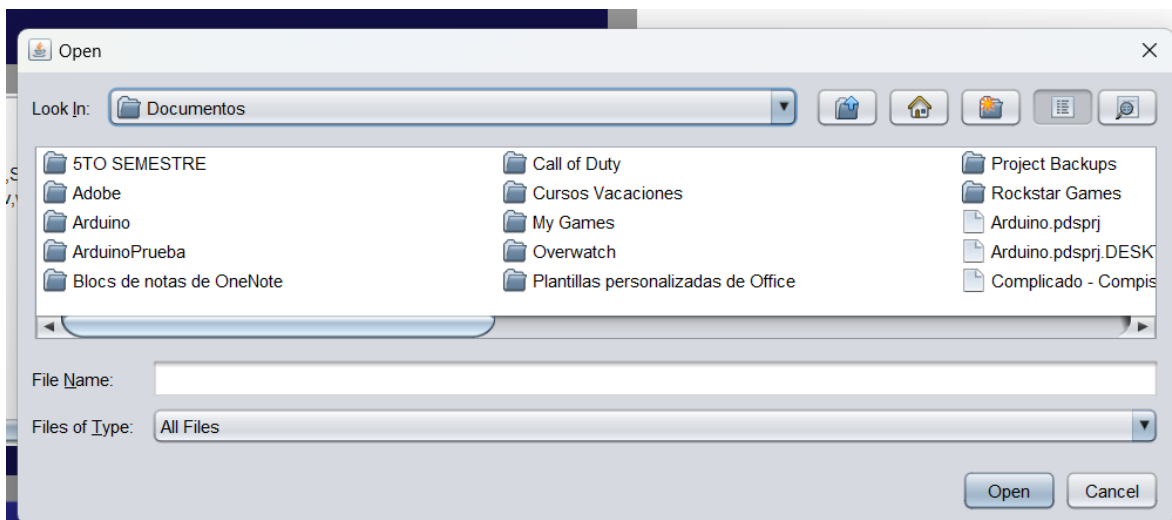 Open
Look In: Documentos
5TO SEMESTRE
Adobe
Arduino
ArduinoPrueba
Blocs de notas de OneNote
Call of Duty
Cursos Vacaciones
My Games
Overwatch
Plantillas personalizadas de Office
Project Backups
Rockstar Games
Arduino.pdsprj
Arduino.pdsprj.DESK
Complicado - Compis
File Name:
Files of Type: All Files
Open Cancel